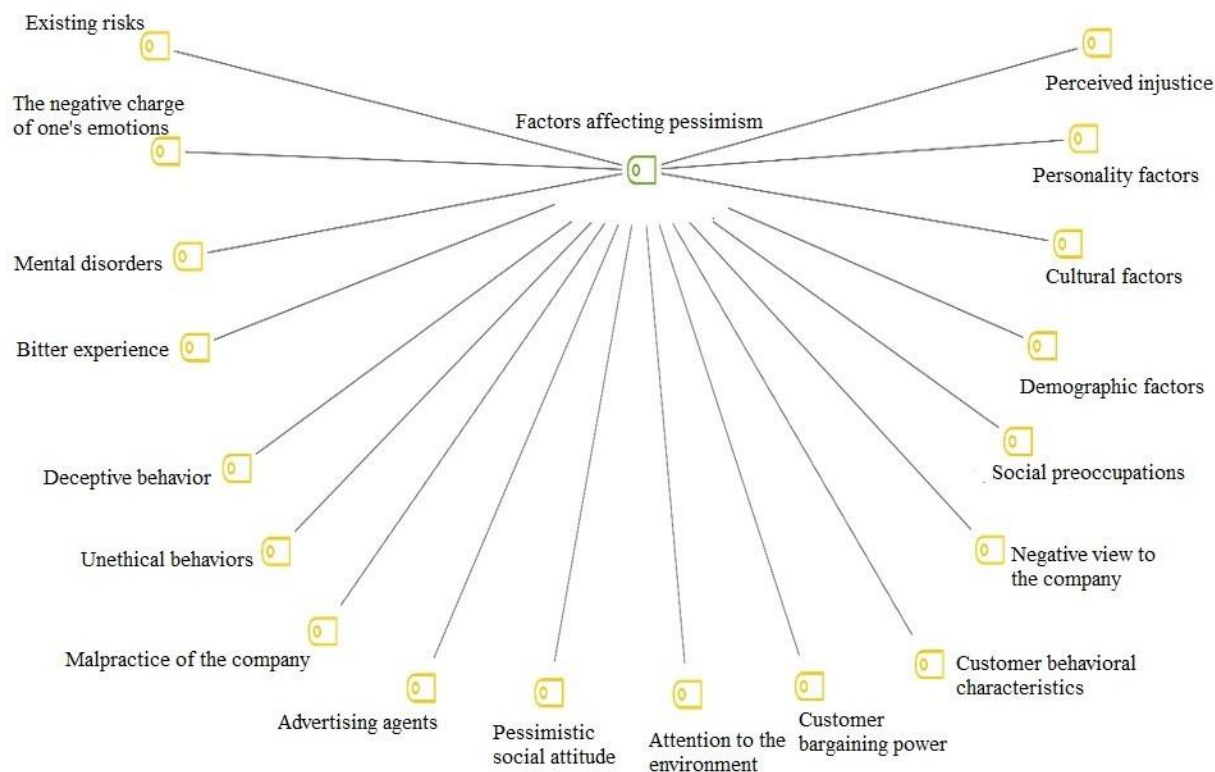 Existing risks
The negative charge
of one's emotions
Mental disorders
Bitter experience
Deceptive behavior
Unethical behaviors
Malpractice of the company
Advertising agents
Pessimistic
social attitude
Attention to the
environment
Customer
bargaining power
Customer behavioral
characteristics
Negative view to
the company
Social preoccupations
Demographic factors
Cultural factors
Personality factors
Perceived injustice
Factors affecting pessimism